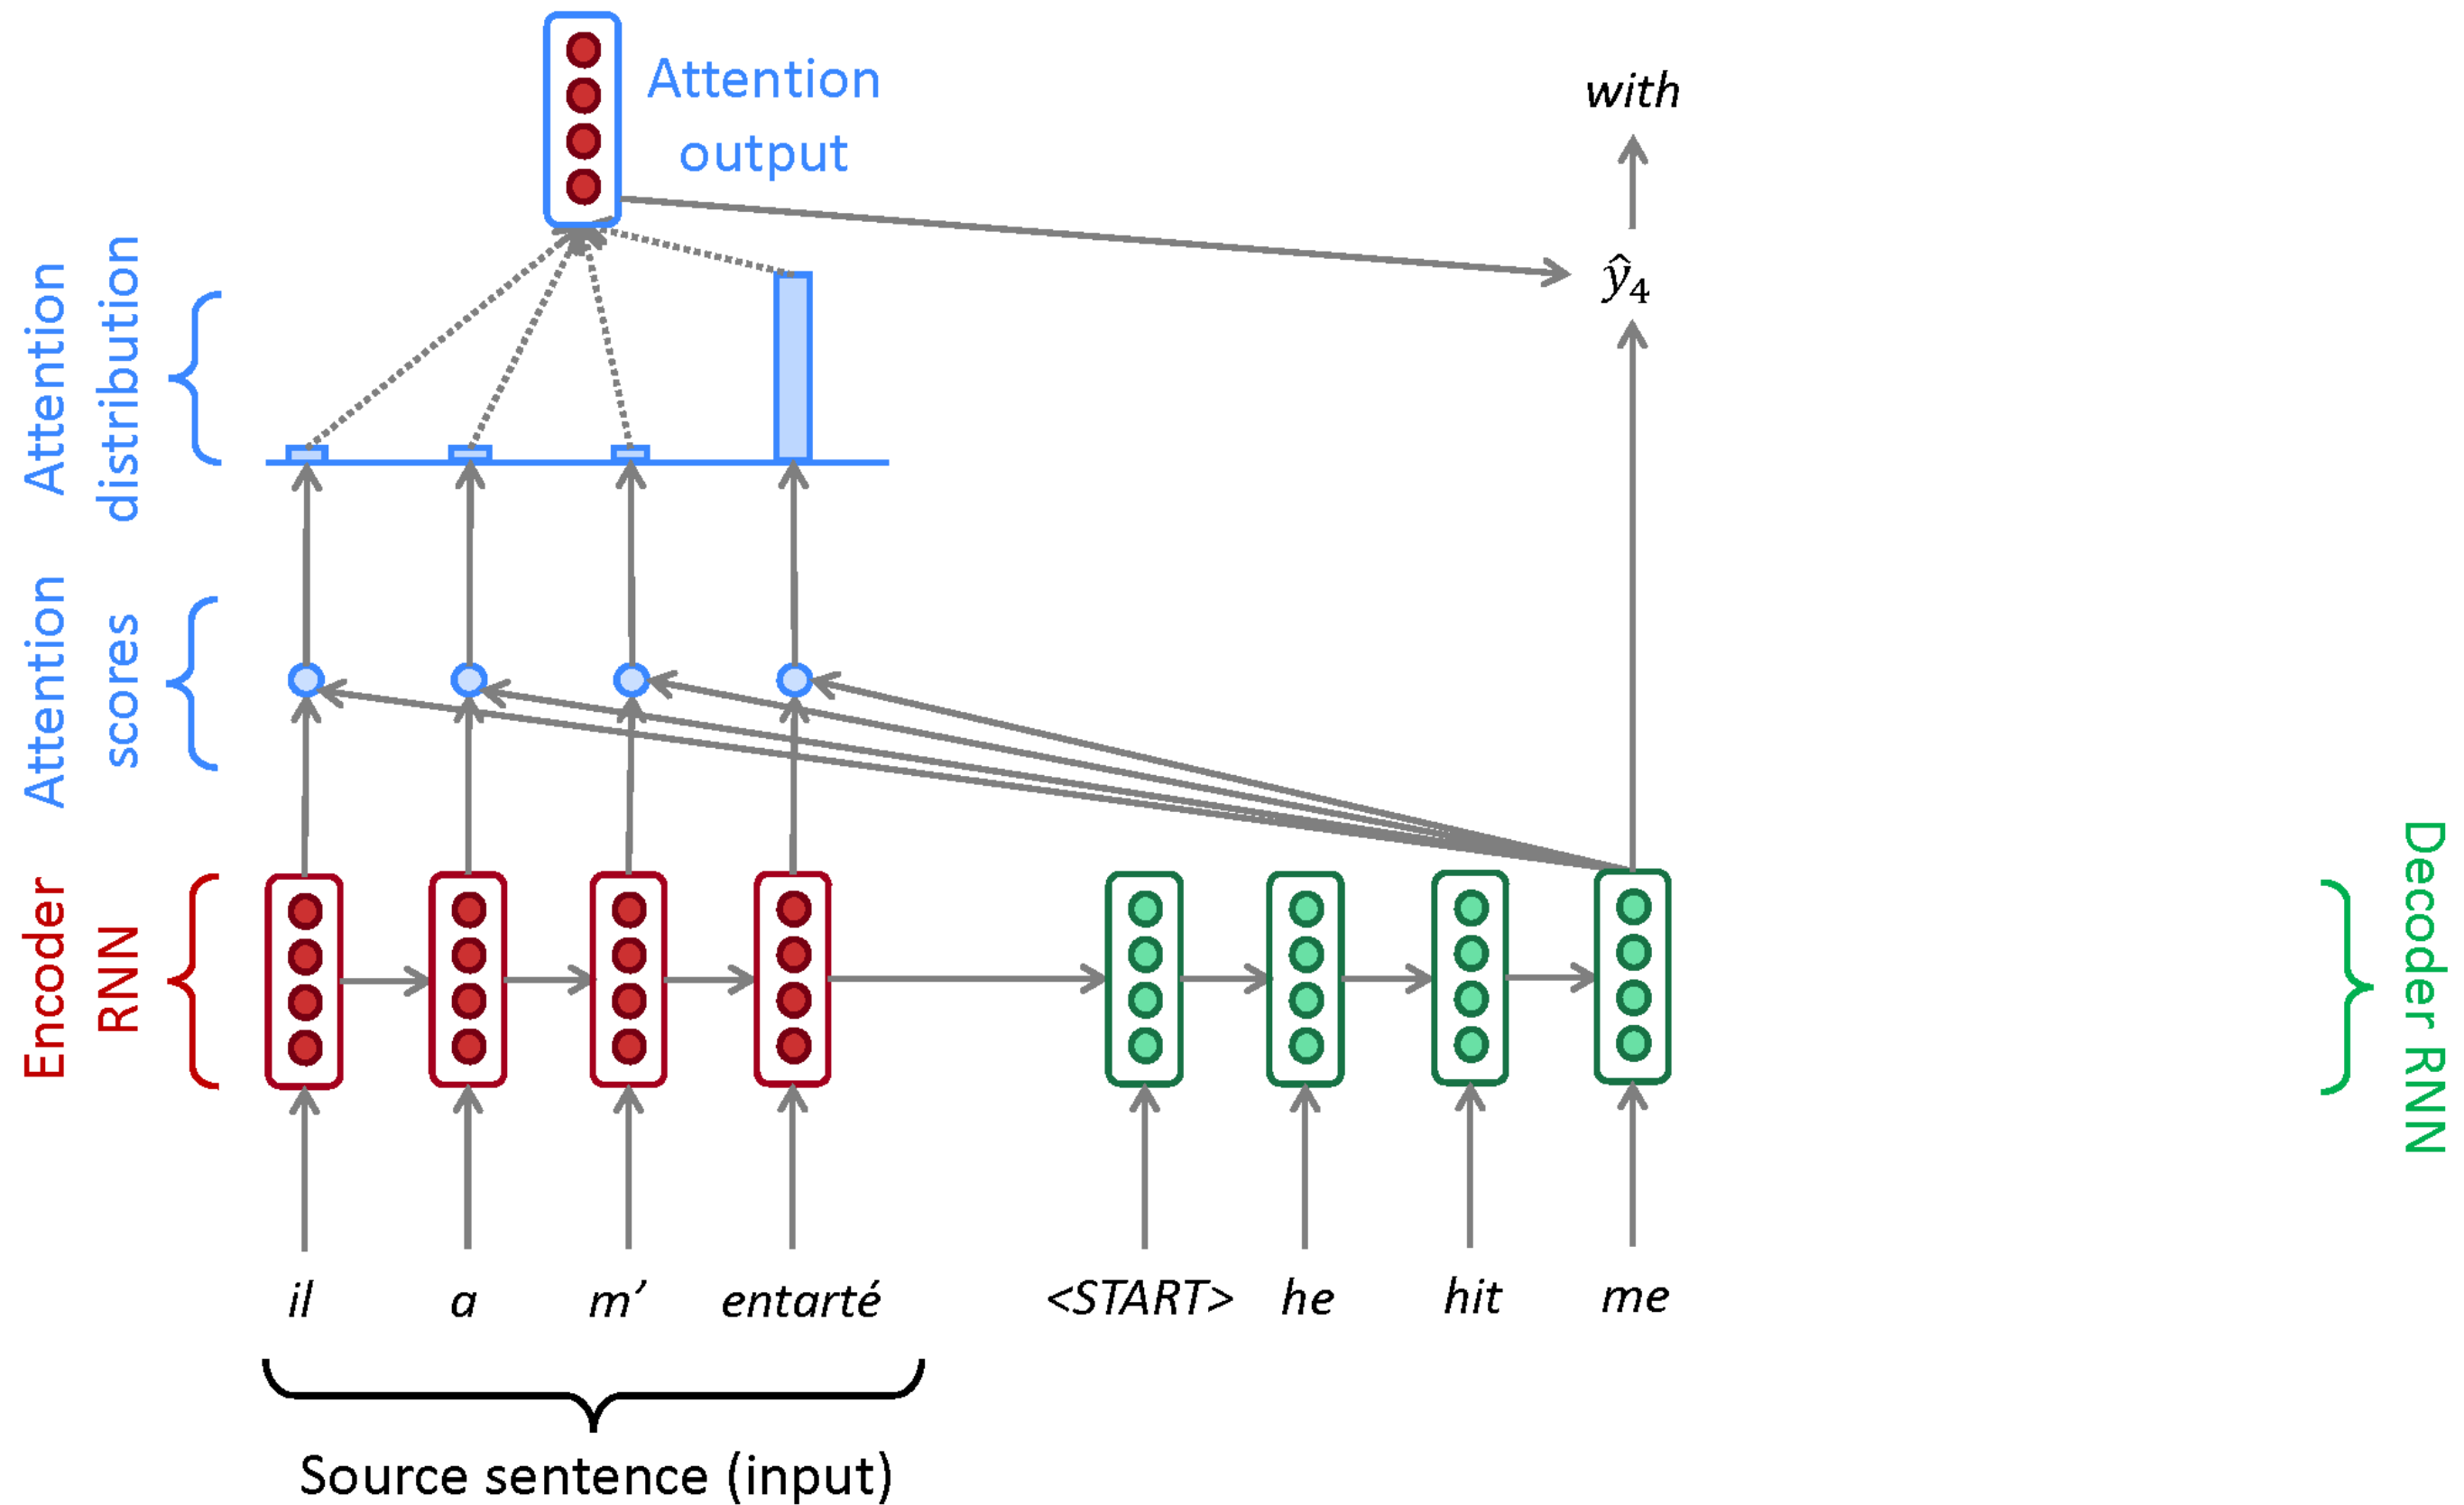 Attention
output
with
ŷ4
Attention
distribution
Attention
scores
Encoder
RNN
Decoder RNN
il a m’ entarté <START> he hit me
Source sentence (input)